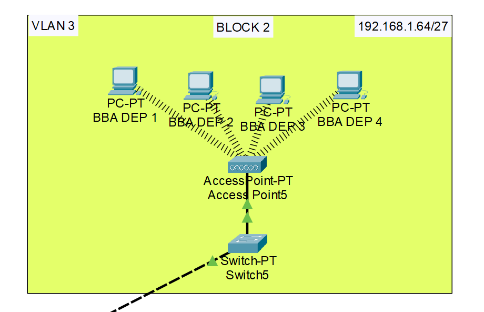 VLAN 3
BLOCK 2
192.168.1.64/27
PC-PT
BBA DEP 1
PC-PT
BBA DEP 2
PC-PT
BBA DEP 3
PC-PT
BBA DEP 4
AccessPoint-PT
Access Point5
Switch-PT
Switch5